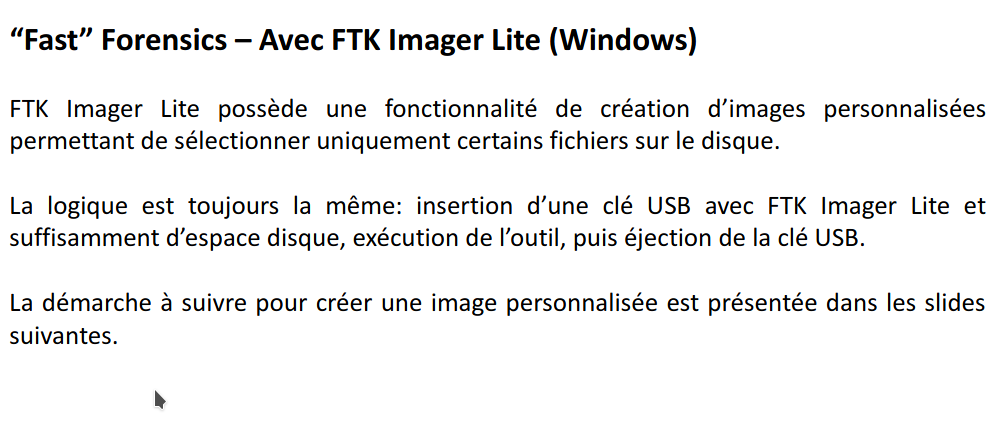 “Fast” Forensics – Avec FTK Imager Lite (Windows)
FTK Imager Lite possède une fonctionnalité de création d’images personnalisées
permettant de sélectionner uniquement certains fichiers sur le disque.
La logique est toujours la même: insertion d’une clé USB avec FTK Imager Lite et
suffisamment d’espace disque, exécution de l’outil, puis éjection de la clé USB.
La démarche à suivre pour créer une image personnalisée est présentée dans les slides
suivantes.